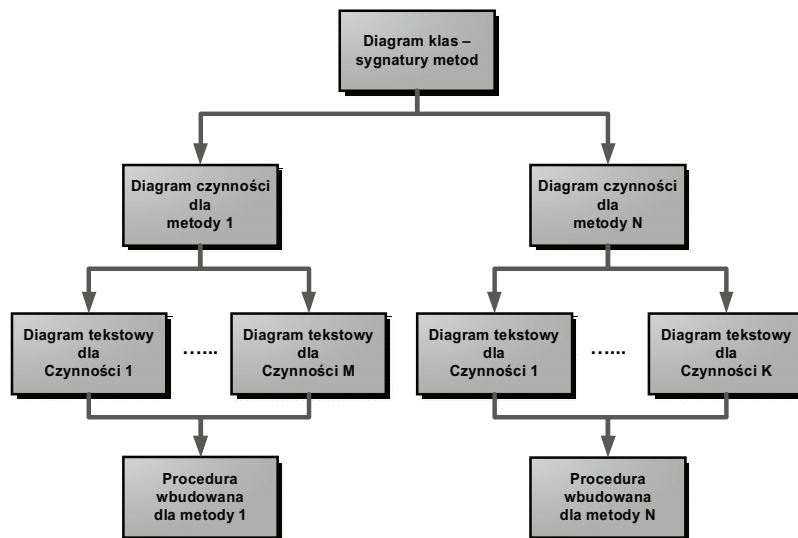 Diagram klas –
sygnatury metod
Diagram czynności
dla
metody 1
Diagram czynności
dla
metody N
Diagram tekstowy
dla
Czynności 1
......
Diagram tekstowy
dla
Czynności M
Diagram tekstowy
dla
Czynności 1
......
Diagram tekstowy
dla
Czynności K
Procedura
wbudowana
dla metody 1
Procedura
wbudowana
dla metody N